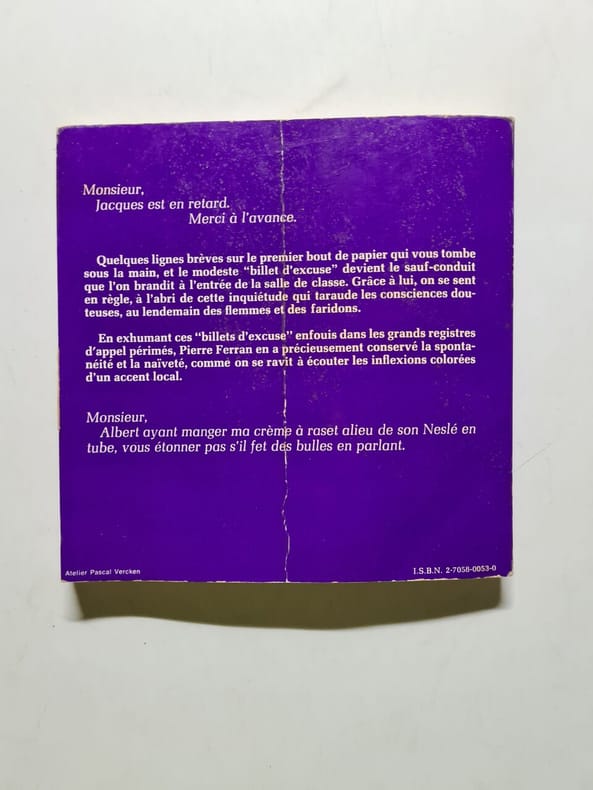 Monsieur,
Jacques est en retard.
Merci à l'avance.
Quelques lignes brèves sur le premier bout de papier qui vous tombe
sous la main, et le modeste "billet d'excuse" devient le sauf-conduit
que l'on brandit à l'entrée de la salle de classe. Grâce à lui, on se sent
en règle, à l'abri de cette inquiétude qui taraude les consciences dou-
teuses, au lendemain des flemmes et des faridons.
En exhumant ces "billets d'excuse" enfouis dans les grands registres
d'appel périmés, Pierre Ferran en a précieusement conservé la sponta-
néité et la naïveté, comme on se ravit à écouter les inflexions colorées
d'un accent local.
Monsieur,
Albert ayant manger ma crème à raset alieu de son Neslé en
tube, vous étonner pas s'il fet des bulles en parlant.
Atelier Pascal Vercken
I.S.B.N. 2-7058-0053-0